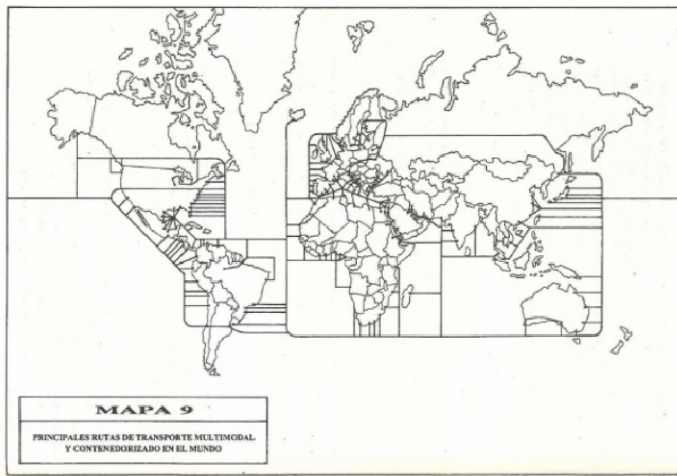 MAPA 9
PRINCIPALES RUTAS DE TRANSPORTE MULTIMODAL
Y CONTENEDORIZADO EN EL MUNDO